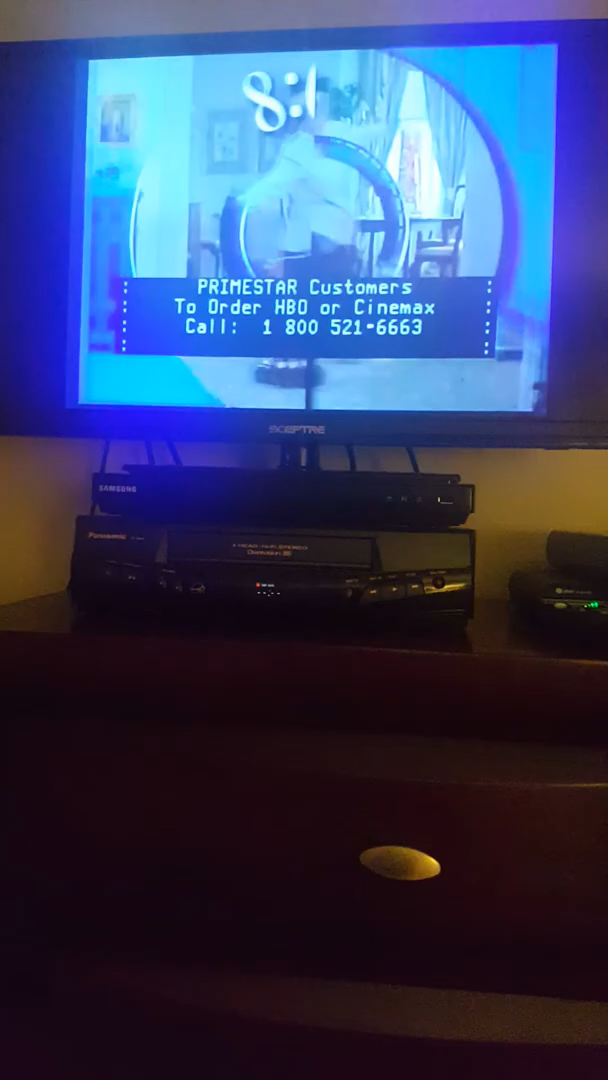 8:1
PRIMESTAR Customers
To Order HBO or Cinemax
Call: 1 800 521-6663
SCEPTRE
SAMSUNG
Panasonic
4-HEAD HI-FI STEREO
Omnivision